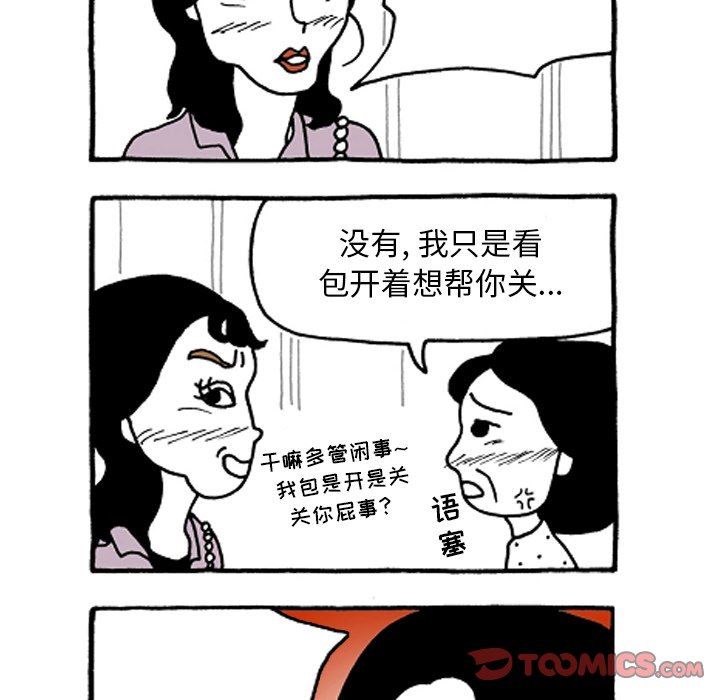 没有, 我只是看
包开着想帮你关...
干嘛多管闲事~
我包是开是关
关你屁事?
语
塞
TOOMICS.com